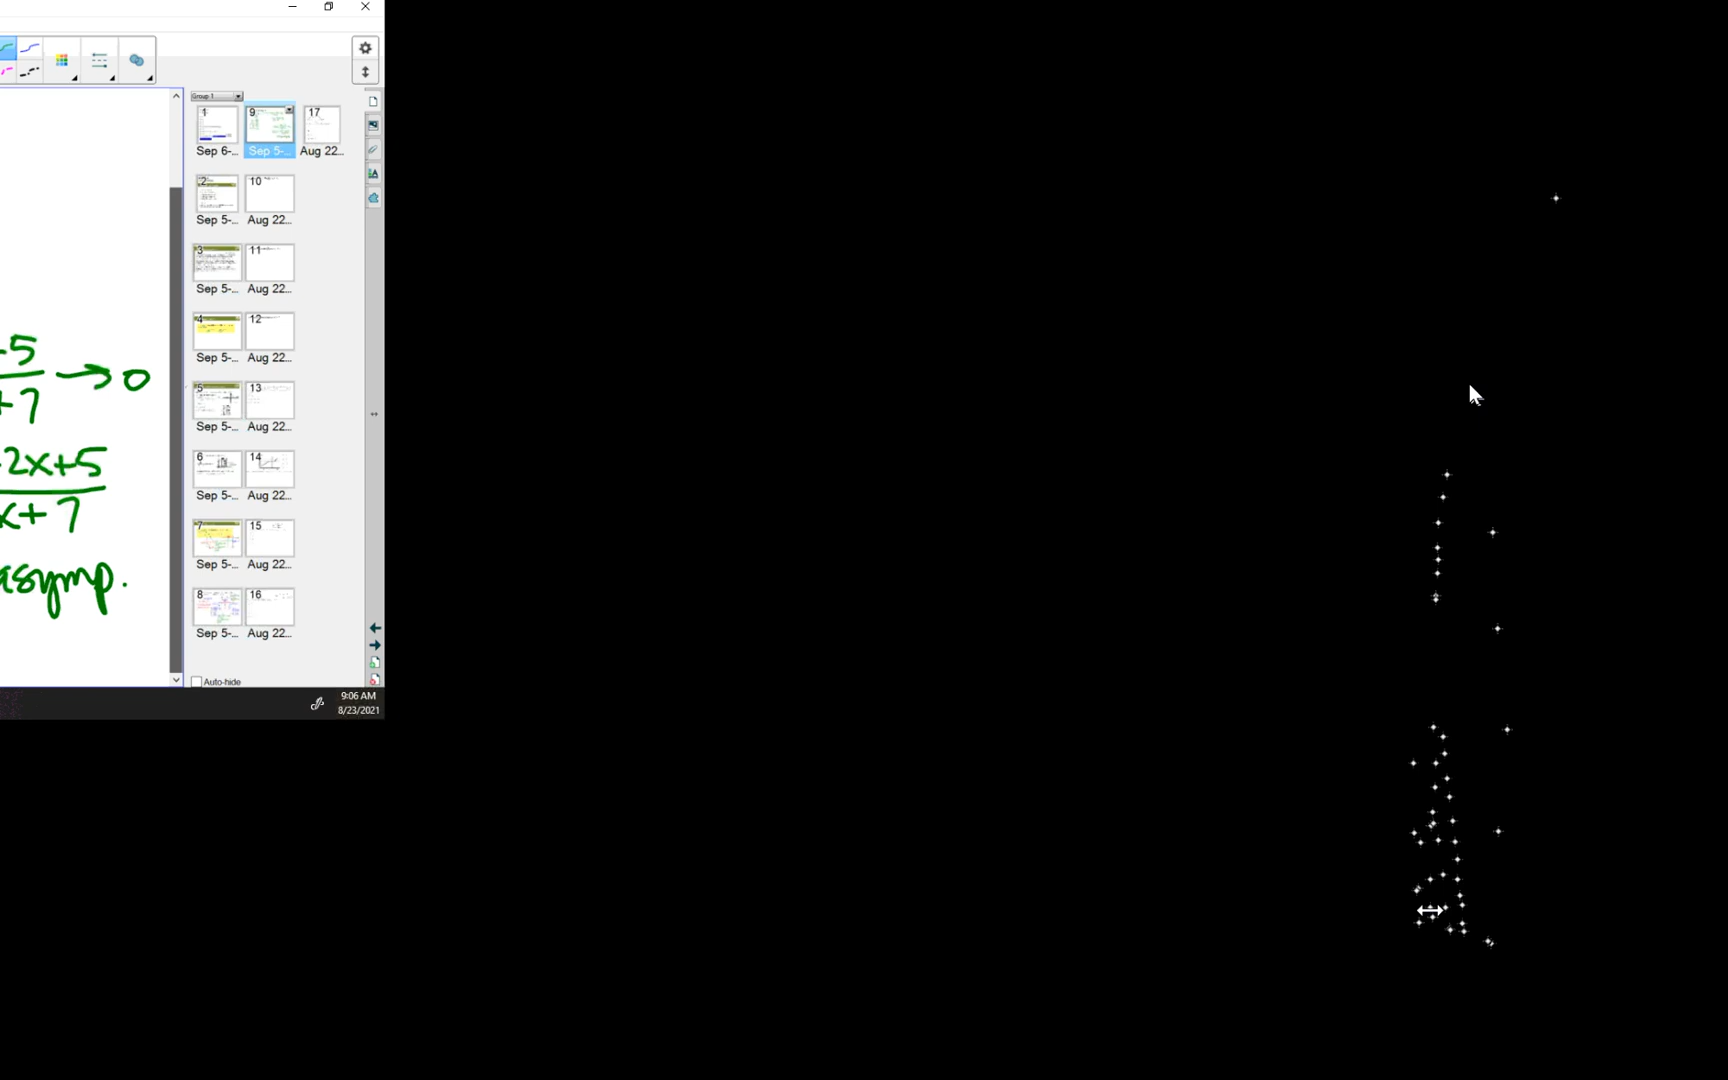 Group 1
1 9 17
Sep 6-... Sep 5-... Aug 22...
2 10
Sep 5-... Aug 22...
3 11
Sep 5-... Aug 22...
4 12
Sep 5-... Aug 22...
5 13
Sep 5-... Aug 22...
6 14
Sep 5-... Aug 22...
7 15
Sep 5-... Aug 22...
8 16
Sep 5-... Aug 22...
+5
+7 → 0
-2x+5
x+7
asymp.
Auto-hide
9:06 AM
8/23/2021